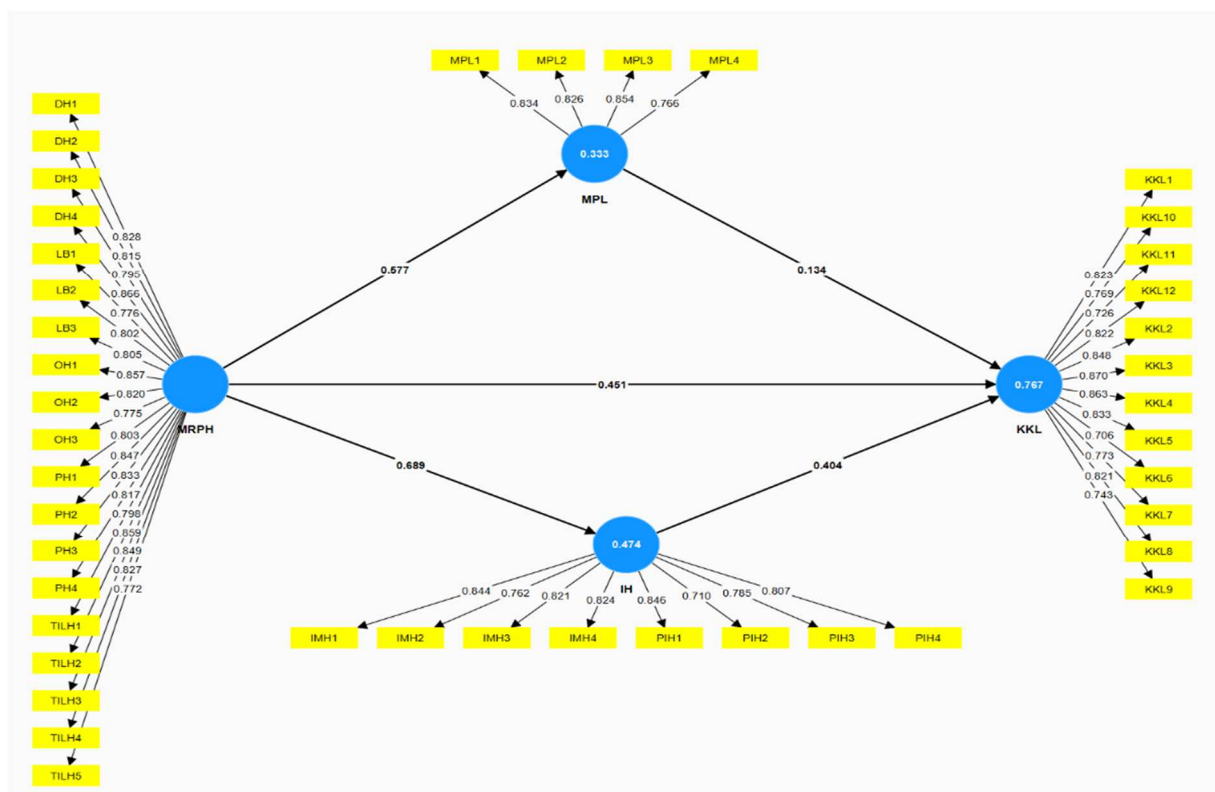 MPL1 MPL2 MPL3 MPL4
0.834 0.826 0.854 0.766
0.333
MPL
DH1
DH2
DH3
DH4
LB1
LB2
LB3
OH1
OH2
OH3
PH1
PH2
PH3
PH4
TILH1
TILH2
TILH3
TILH4
TILH5
0.828
0.815
0.795
0.866
0.776
0.802
0.805
0.857
0.820
0.775
0.803
0.847
0.833
0.817
0.798
0.859
0.849
0.827
0.772
MRPH
0.577
0.134
0.451
0.689
0.404
0.767
KKL
0.823
0.769
0.726
0.822
0.848
0.870
0.863
0.833
0.706
0.773
0.821
0.743
KKL1
KKL10
KKL11
KKL12
KKL2
KKL3
KKL4
KKL5
KKL6
KKL7
KKL8
KKL9
0.474
IH
0.844 0.762 0.821 0.824 0.846 0.710 0.785 0.807
IMH1 IMH2 IMH3 IMH4 PIH1 PIH2 PIH3 PIH4